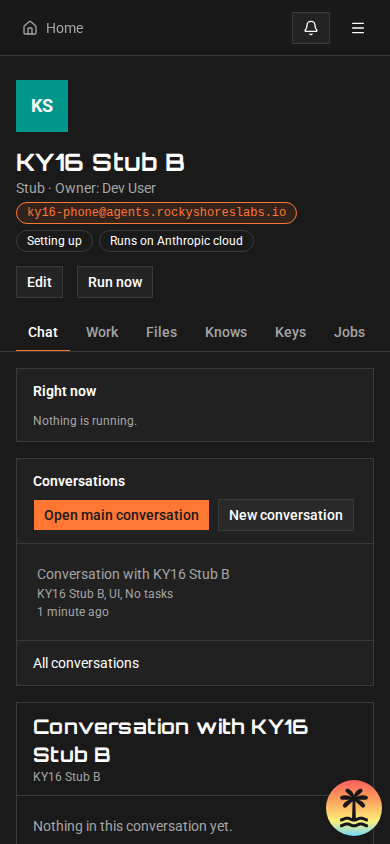 Home
KS
KY16 Stub B
Stub · Owner: Dev User
ky16-phone@agents.rockyshoreslabs.io
Setting up
Runs on Anthropic cloud
Edit
Run now
Chat
Work
Files
Knows
Keys
Jobs
Right now
Nothing is running.
Conversations
Open main conversation
New conversation
Conversation with KY16 Stub B
KY16 Stub B, UI, No tasks
1 minute ago
All conversations
Conversation with KY16
Stub B
KY16 Stub B
Nothing in this conversation yet.